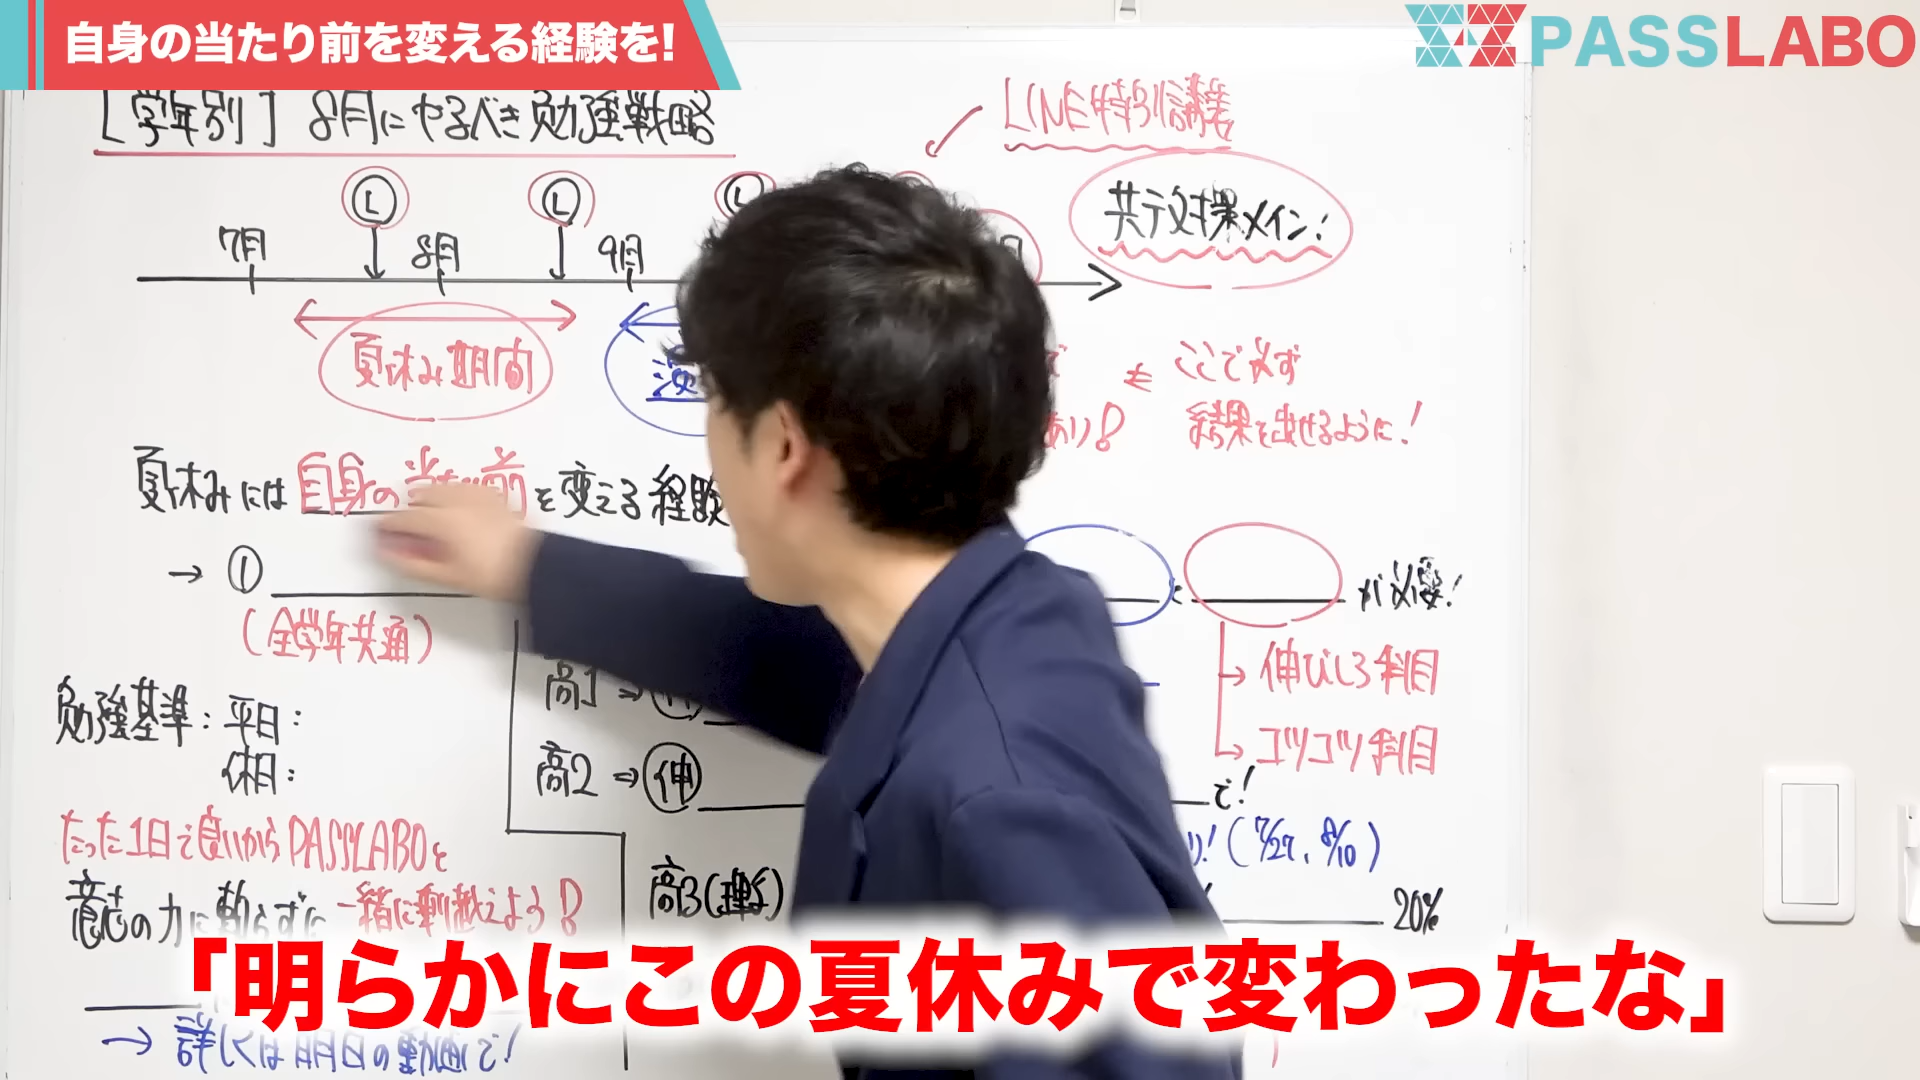 自身の当たり前を変える経験を!
PASSLABO
[学年別] 8月にやるべき勉強戦略
LINE特別講義
共テ対策メイン!
L
L
L
7月
8月
9月
夏休み期間
ここで必ず
結果を出せるように!
あり!
夏休みには自身の当たり前を変える経験
→ ①
が必要!
(全学年共通)
→ 伸びしろ科目
→ コツコツ科目
勉強基準:平日:
休日:
高1 ⇒
高2 ⇒ 伸
で!
たった1日で良いからPASSLABOと
(7/27、8/10)
意志の力に頼らずに一緒に乗り越えよう!
高3(理系)
20%
「明らかにこの夏休みで変わったな」
→ 詳しくは明日の動画で!